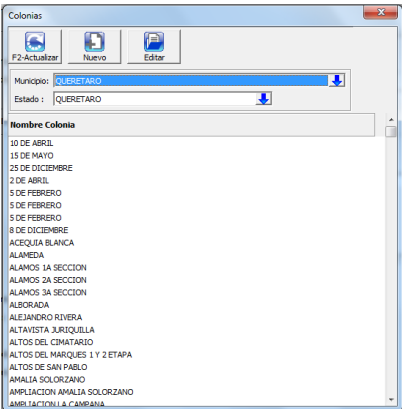 Colonias
F2-Actualizar Nuevo Editar
Municipio: QUERETARO
Estado : QUERETARO
Nombre Colonia
10 DE ABRIL
15 DE MAYO
25 DE DICIEMBRE
2 DE ABRIL
5 DE FEBRERO
5 DE FEBRERO
5 DE FEBRERO
8 DE DICIEMBRE
ACEQUIA BLANCA
ALAMEDA
ALAMOS 1A SECCION
ALAMOS 2A SECCION
ALAMOS 3A SECCION
ALBORADA
ALEJANDRO RIVERA
ALTAVISTA JURIQUILLA
ALTOS DEL CIMATARIO
ALTOS DEL MARQUES 1 Y 2 ETAPA
ALTOS DE SAN PABLO
AMALIA SOLORZANO
AMPLIACION AMALIA SOLORZANO
AMPLIACION LA CAMPANA